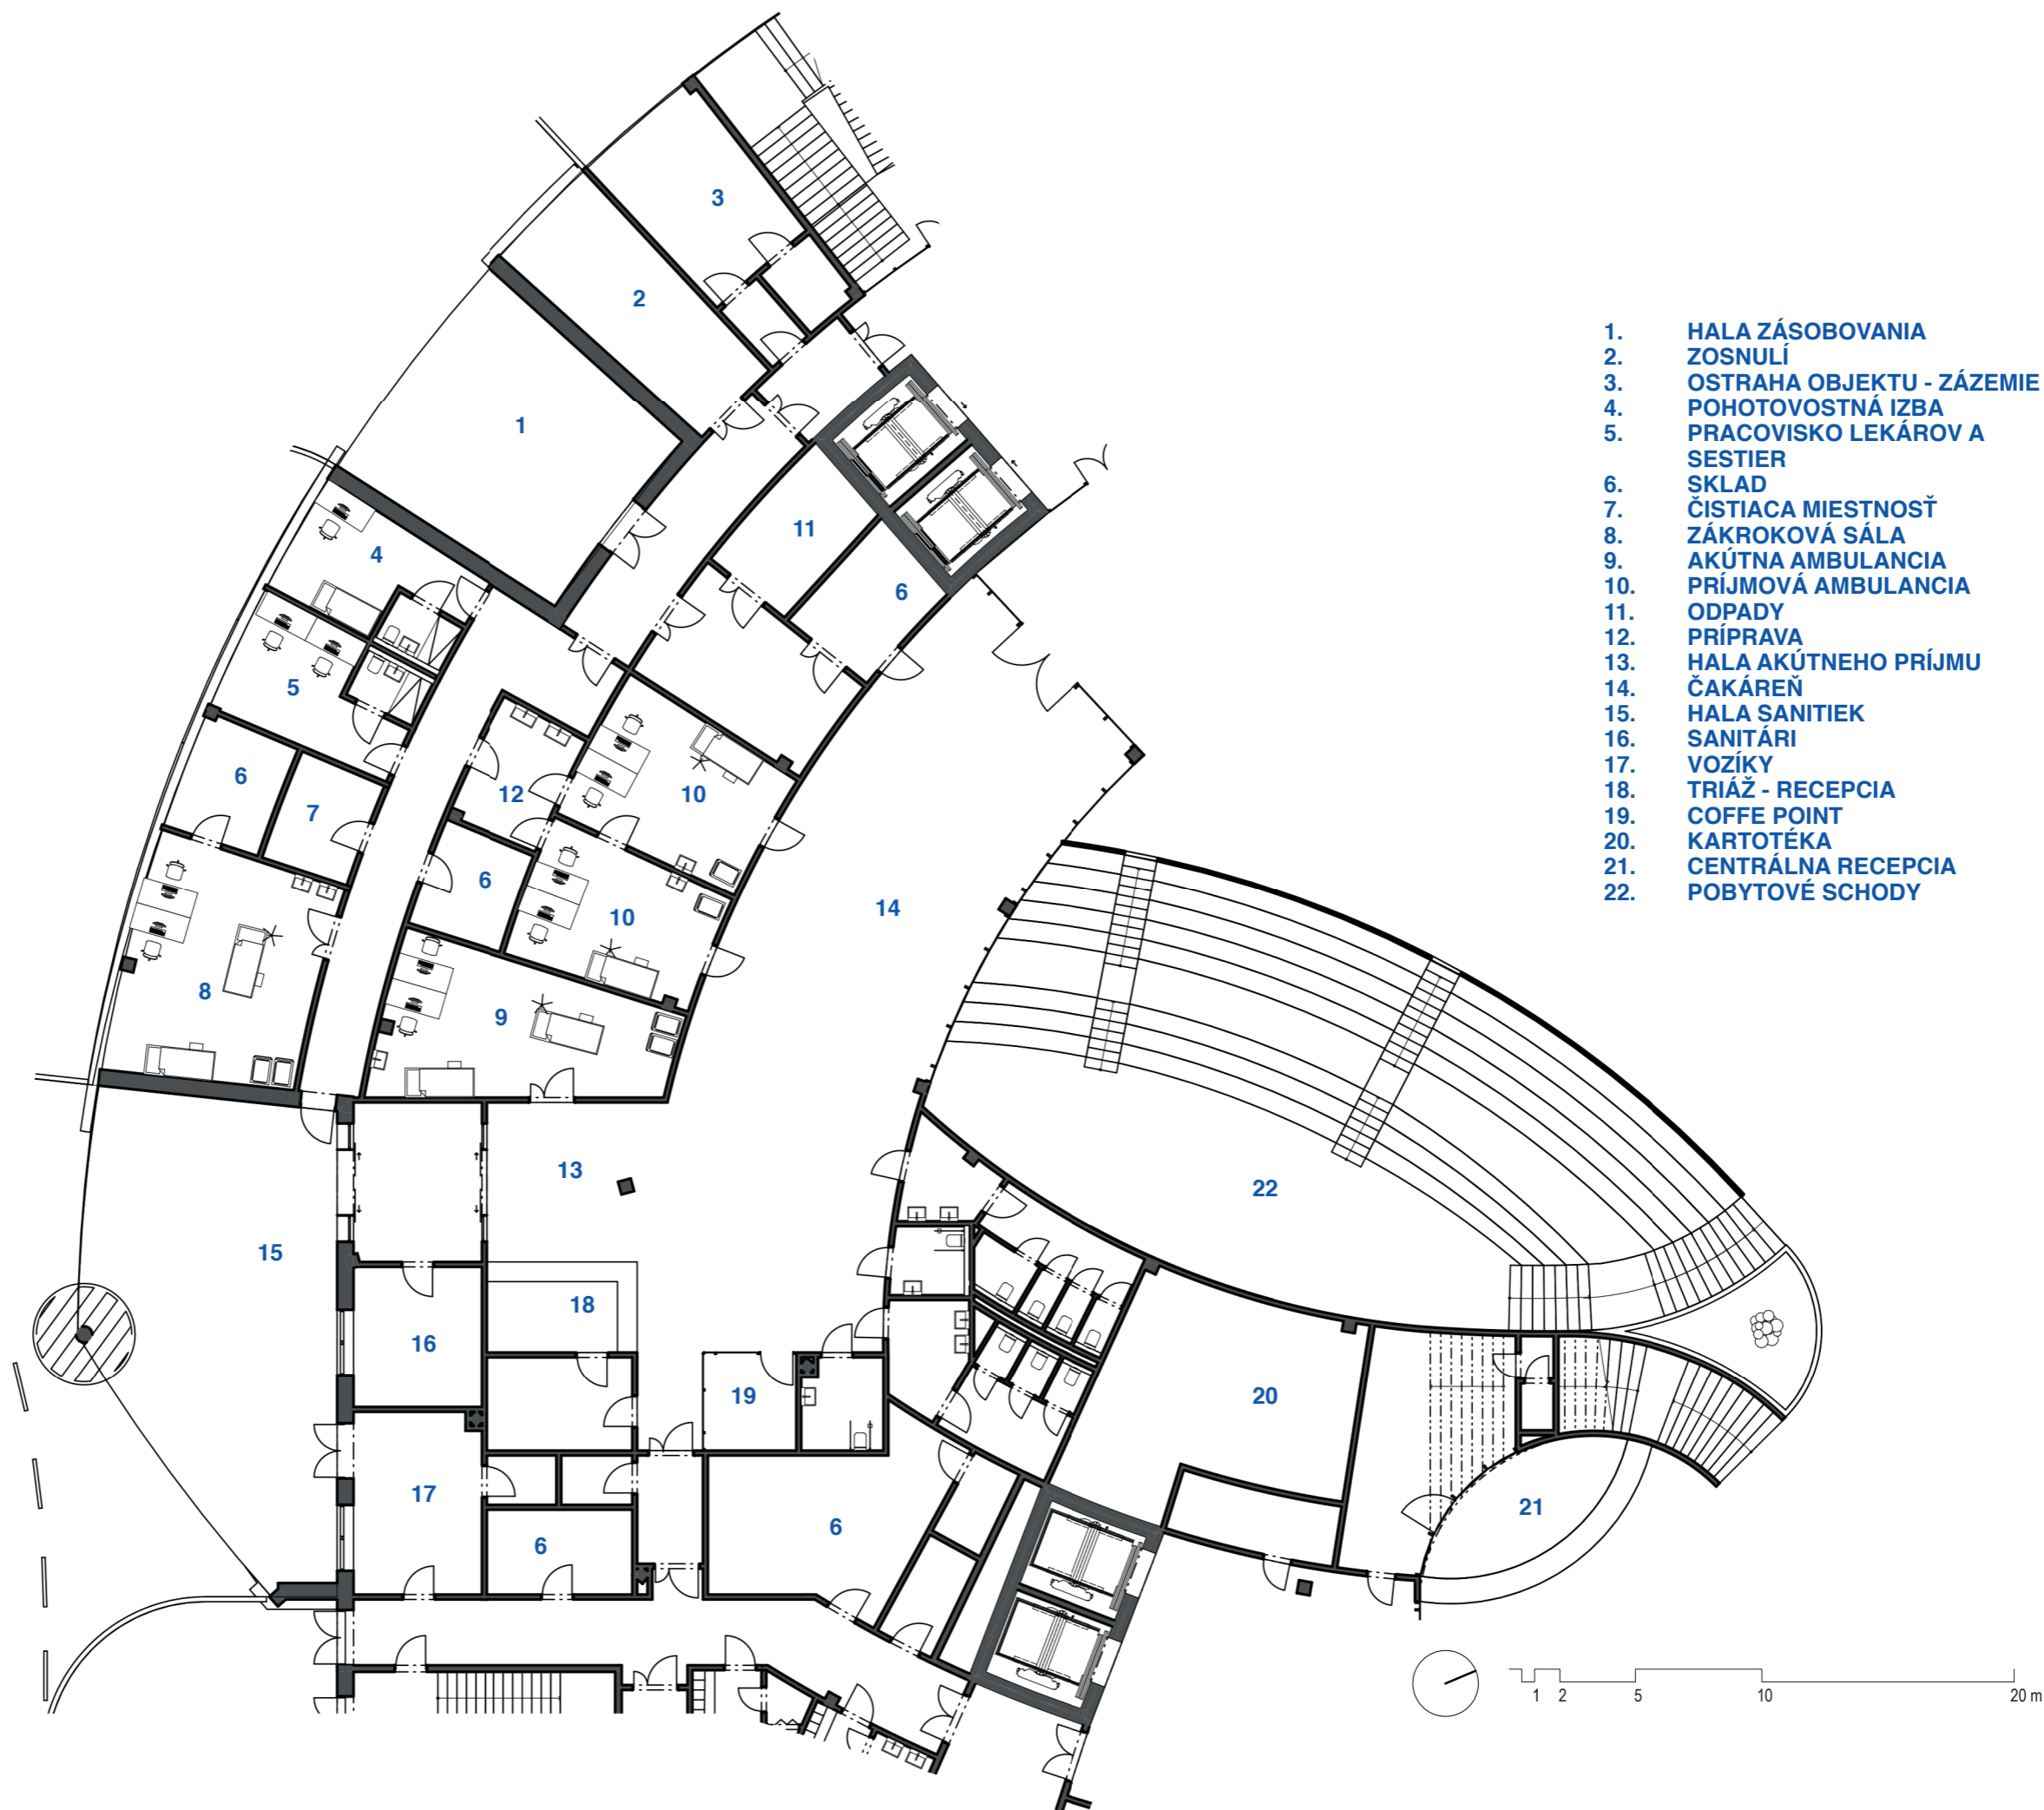 3
2
1
11
4
6
5
6
12
10
7
6
10
14
8
9
13
22
15
18
16
19
20
17
6
6
21
1. HALA ZÁSOBOVANIA
2. ZOSNULÍ
3. OSTRAHA OBJEKTU - ZÁZEMIE
4. POHOTOVOSTNÁ IZBA
5. PRACOVISKO LEKÁROV A
SESTIER
6. SKLAD
7. ČISTIACA MIESTNOSŤ
8. ZÁKROKOVÁ SÁLA
9. AKÚTNA AMBULANCIA
10. PRÍJMOVÁ AMBULANCIA
11. ODPADY
12. PRÍPRAVA
13. HALA AKÚTNEHO PRÍJMU
14. ČAKÁREŇ
15. HALA SANITIEK
16. SANITÁRI
17. VOZÍKY
18. TRIÁŽ - RECEPCIA
19. COFFE POINT
20. KARTOTÉKA
21. CENTRÁLNA RECEPCIA
22. POBYTOVÉ SCHODY
1 2 5 10 20 m